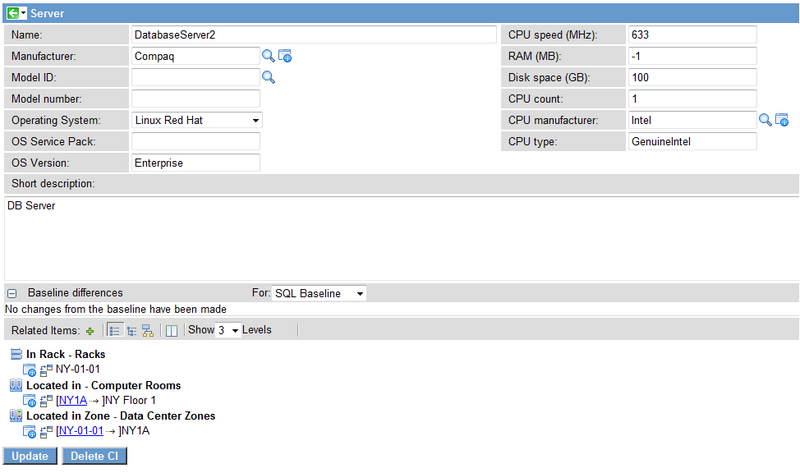 Server
Name: DatabaseServer2 CPU speed (MHz): 633
Manufacturer: Compaq RAM (MB): -1
Model ID: Disk space (GB): 100
Model number: CPU count: 1
Operating System: Linux Red Hat CPU manufacturer: Intel
OS Service Pack: CPU type: GenuineIntel
OS Version: Enterprise
Short description:
DB Server
Baseline differences For: SQL Baseline
No changes from the baseline have been made
Related Items: Show 3 Levels
In Rack - Racks
NY-01-01
Located in - Computer Rooms
[NY1A → ]NY Floor 1
Located in Zone - Data Center Zones
[NY-01-01 → ]NY1A
Update Delete CI